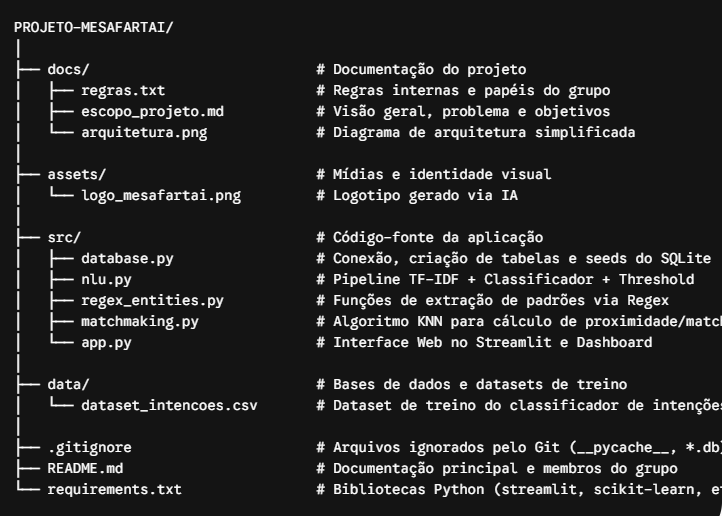 PROJETO-MESAFARTAI/
│
├── docs/                          # Documentação do projeto
│   ├── regras.txt                 # Regras internas e papéis do grupo
│   ├── escopo_projeto.md          # Visão geral, problema e objetivos
│   └── arquitetura.png            # Diagrama de arquitetura simplificada
│
├── assets/                        # Mídias e identidade visual
│   └── logo_mesafartai.png        # Logotipo gerado via IA
│
├── src/                           # Código-fonte da aplicação
│   ├── database.py                # Conexão, criação de tabelas e seeds do SQLite
│   ├── nlu.py                     # Pipeline TF-IDF + Classificador + Threshold
│   ├── regex_entities.py          # Funções de extração de padrões via Regex
│   ├── matchmaking.py             # Algoritmo KNN para cálculo de proximidade/match
│   └── app.py                     # Interface Web no Streamlit e Dashboard
│
├── data/                          # Bases de dados e datasets de treino
│   └── dataset_intencoes.csv      # Dataset de treino do classificador de intenções
│
├── .gitignore                     # Arquivos ignorados pelo Git (__pycache__, *.db)
├── README.md                      # Documentação principal e membros do grupo
└── requirements.txt               # Bibliotecas Python (streamlit, scikit-learn,